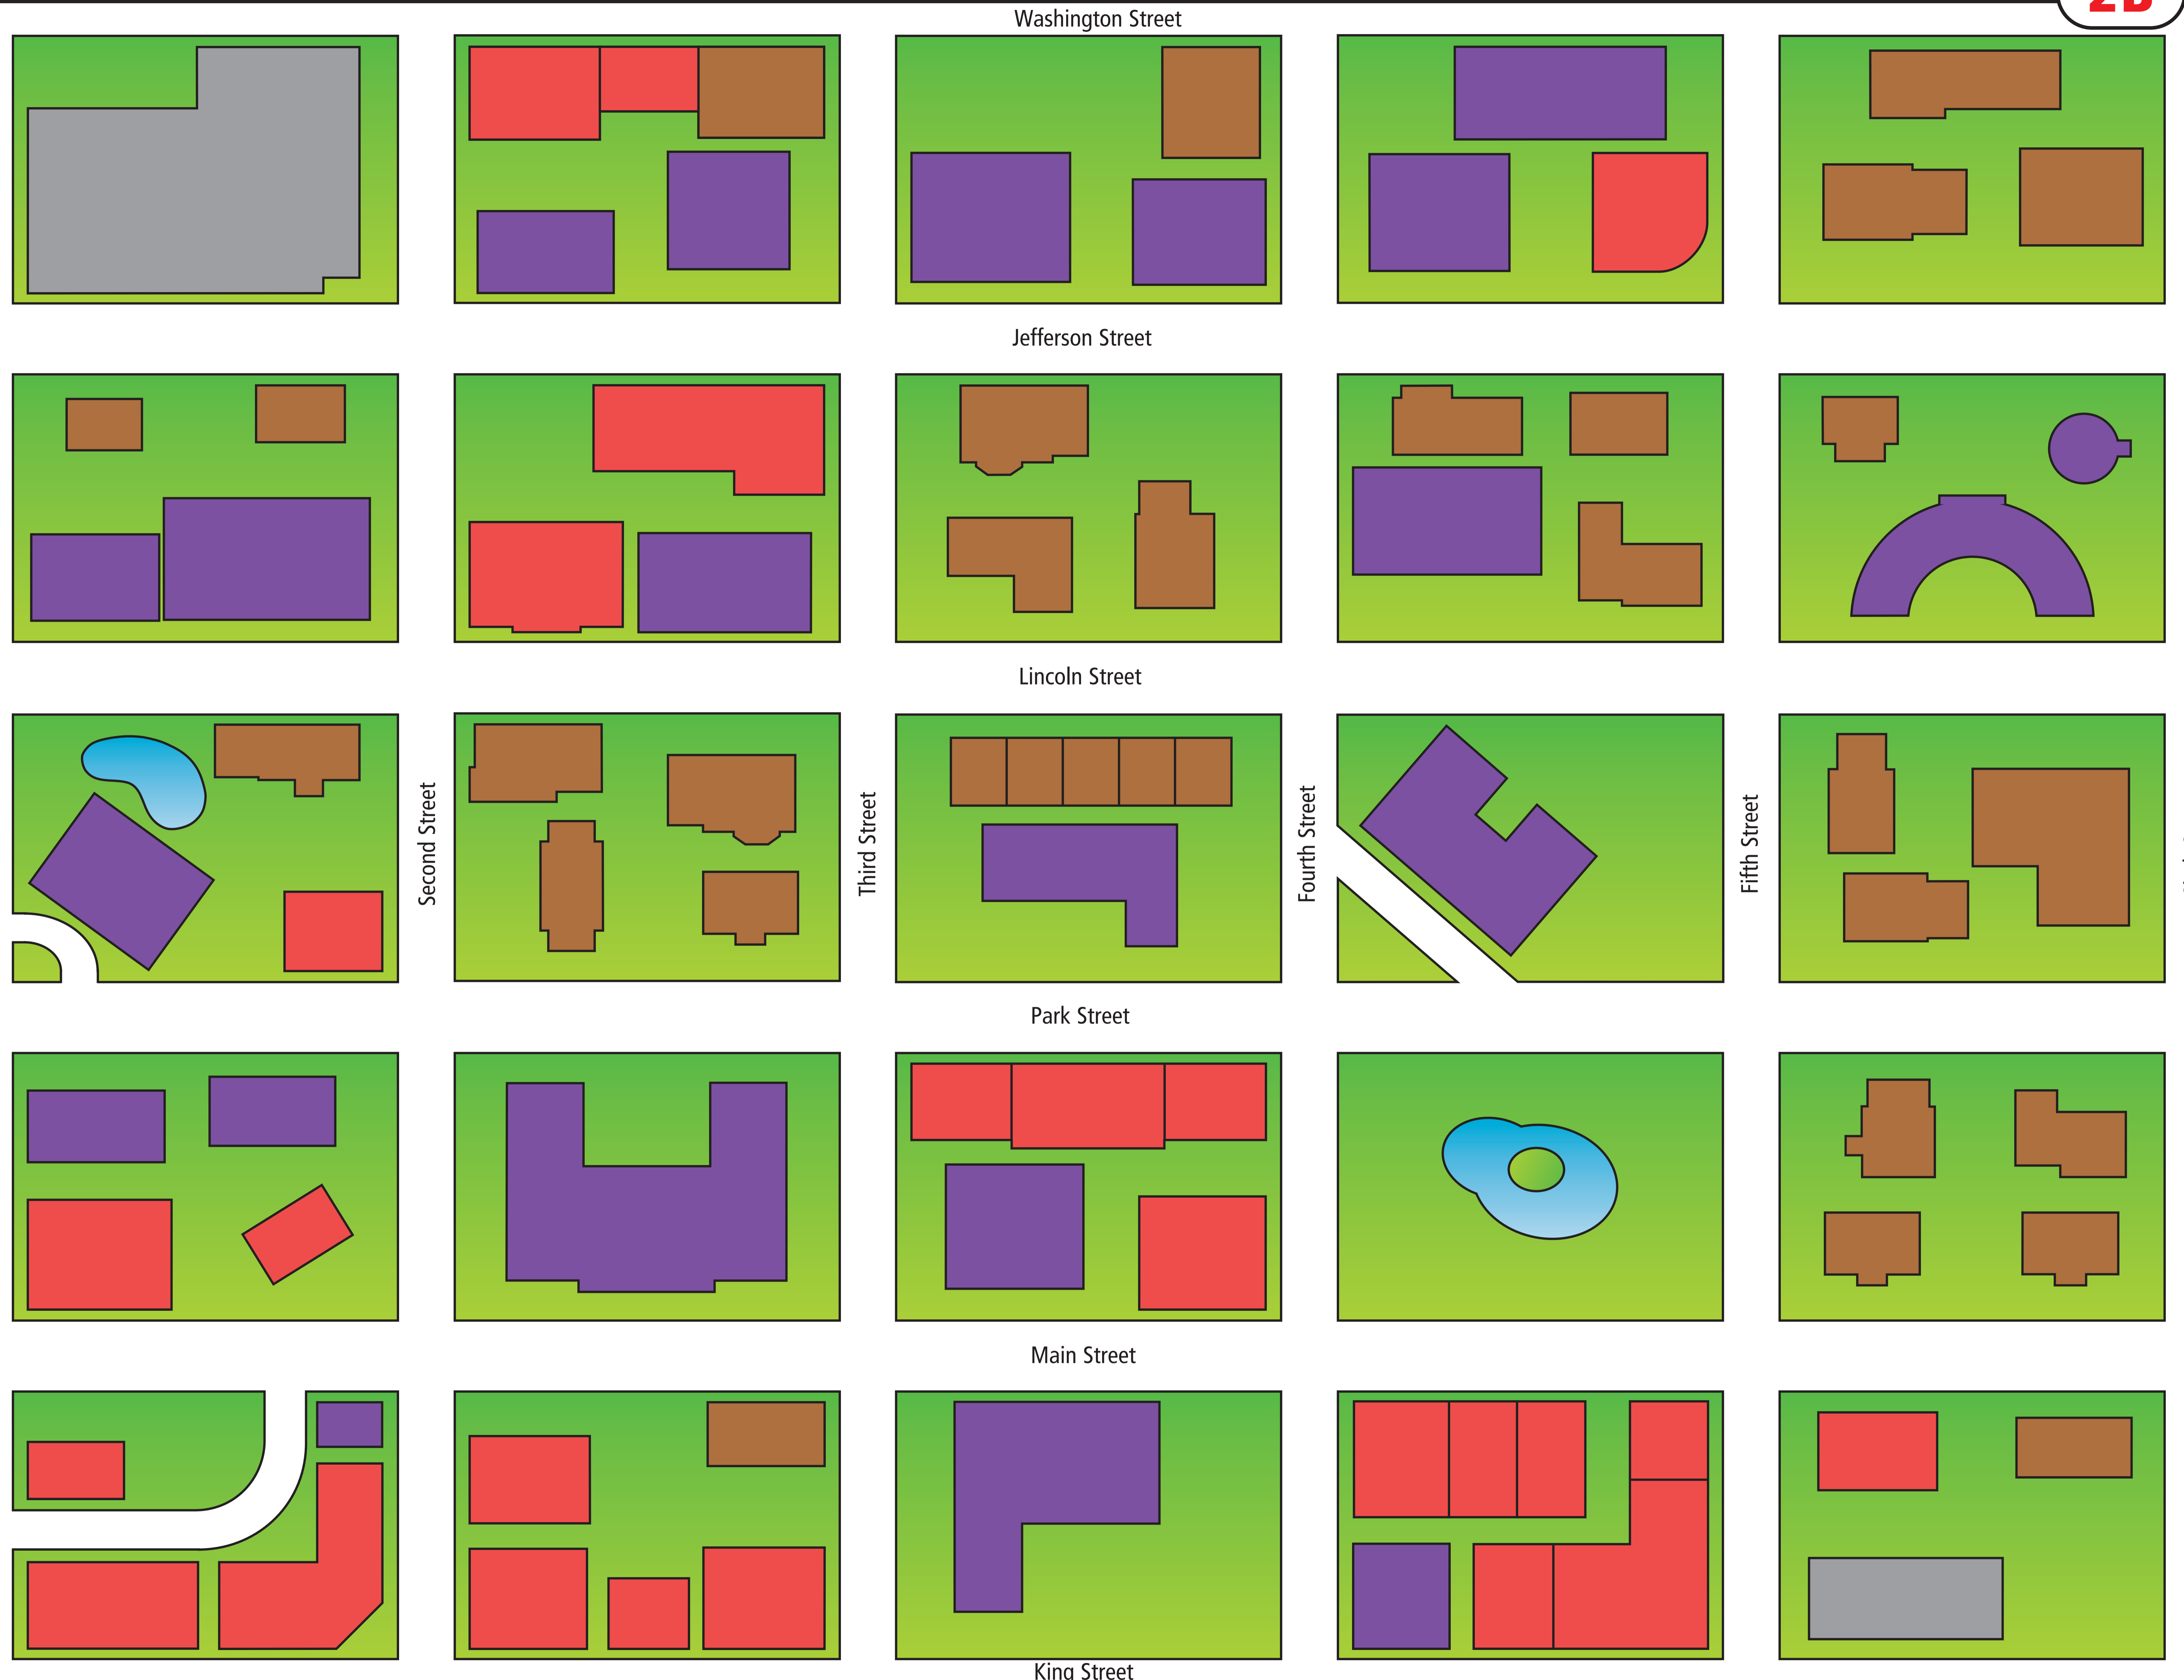 Washington Street
2B
Jefferson Street
Lincoln Street
Second Street
Third Street
Fourth Street
Fifth Street
Park Street
Main Street
King Street